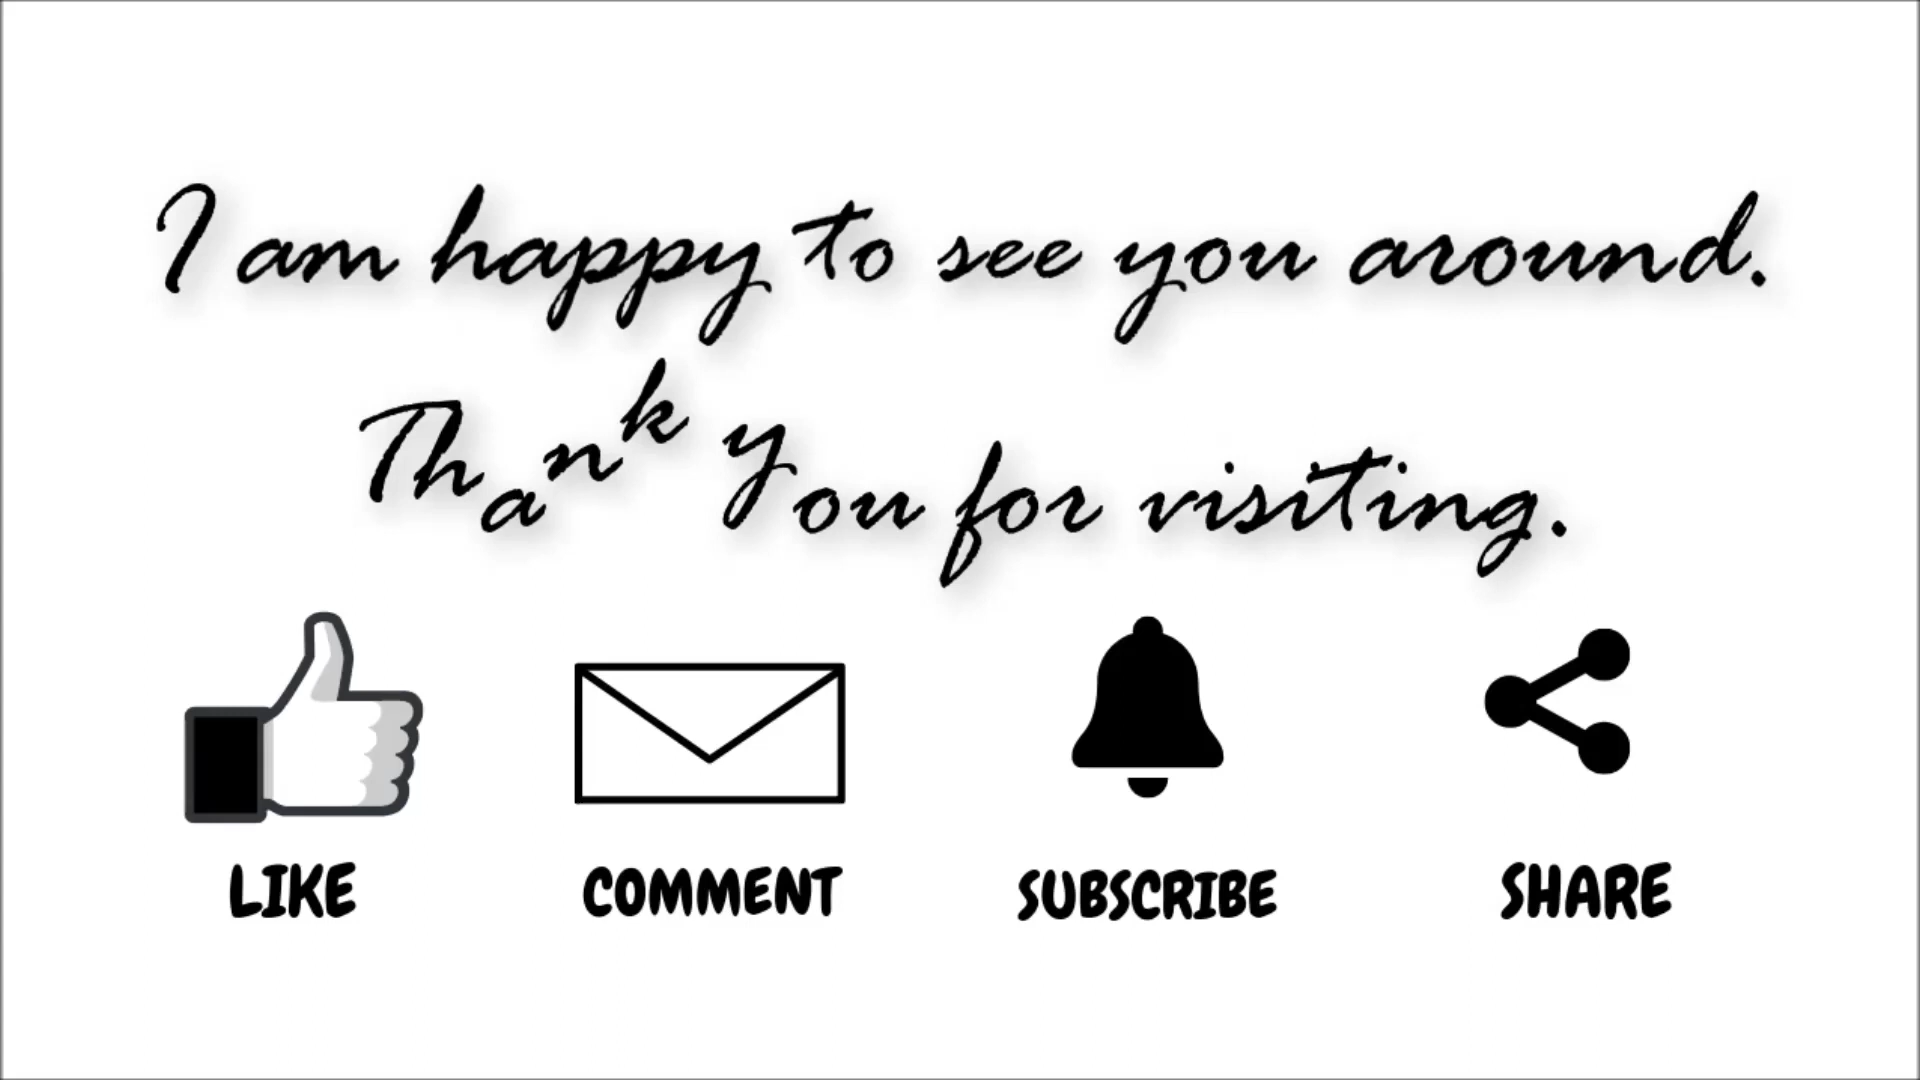 I am happy to see you around.
Thank you for visiting.
LIKE COMMENT SUBSCRIBE SHARE